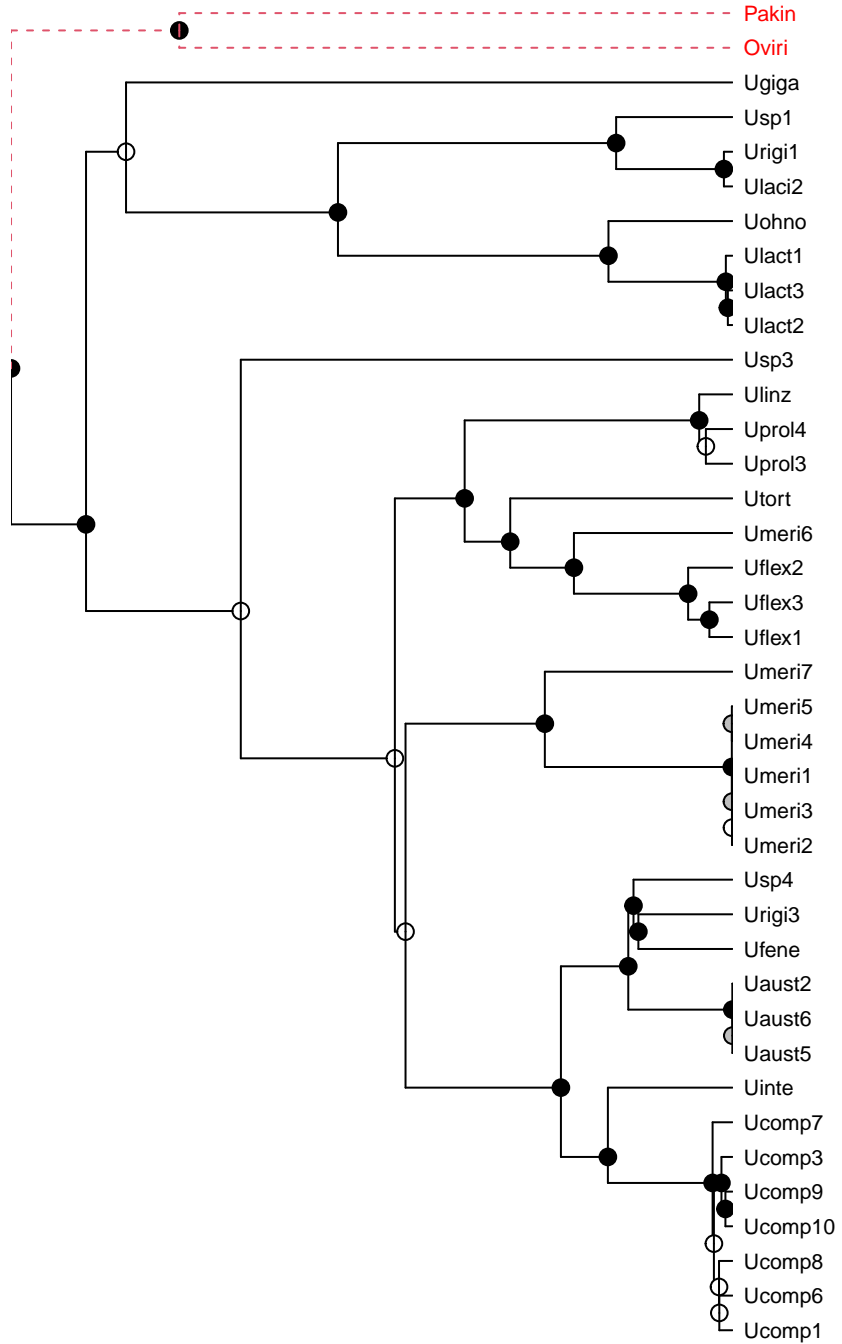 Pakin
Oviri
Ugiga
Usp1
Urigi1
Ulaci2
Uohno
Ulact1
Ulact3
Ulact2
Usp3
Ulinz
Uprol4
Uprol3
Utort
Umeri6
Uflex2
Uflex3
Uflex1
Umeri7
Umeri5
Umeri4
Umeri1
Umeri3
Umeri2
Usp4
Urigi3
Ufene
Uaust2
Uaust6
Uaust5
Uinte
Ucomp7
Ucomp3
Ucomp9
Ucomp10
Ucomp8
Ucomp6
Ucomp1